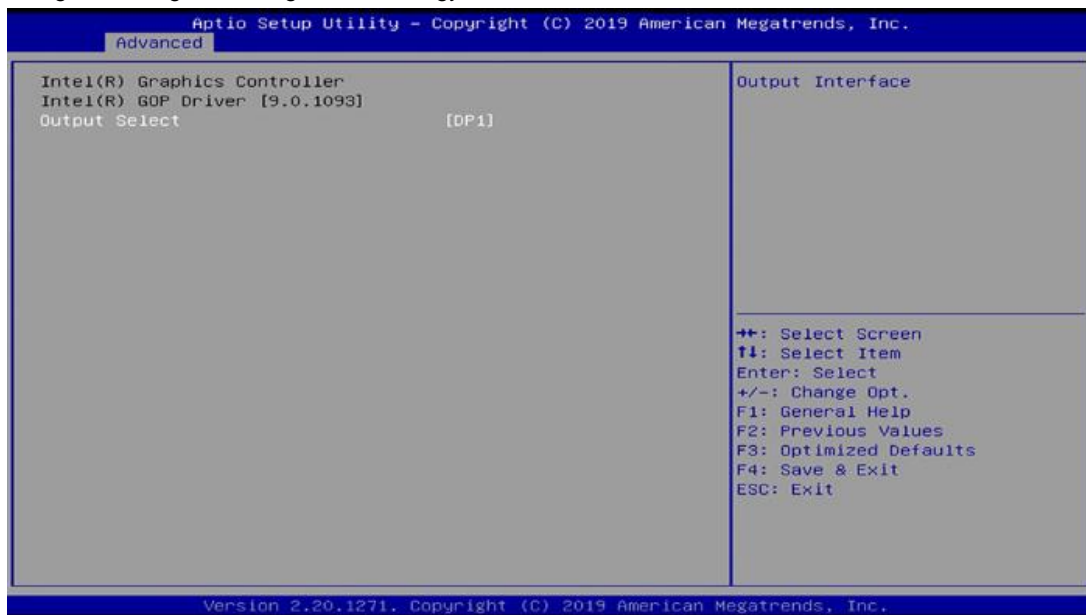 Aptio Setup Utility – Copyright (C) 2019 American Megatrends, Inc.
Advanced
Intel(R) Graphics Controller
Intel(R) GOP Driver [9.0.1093]
Output Select [DP1]
Output Interface
→←: Select Screen
↑↓: Select Item
Enter: Select
+/-: Change Opt.
F1: General Help
F2: Previous Values
F3: Optimized Defaults
F4: Save & Exit
ESC: Exit
Version 2.20.1271. Copyright (C) 2019 American Megatrends, Inc.